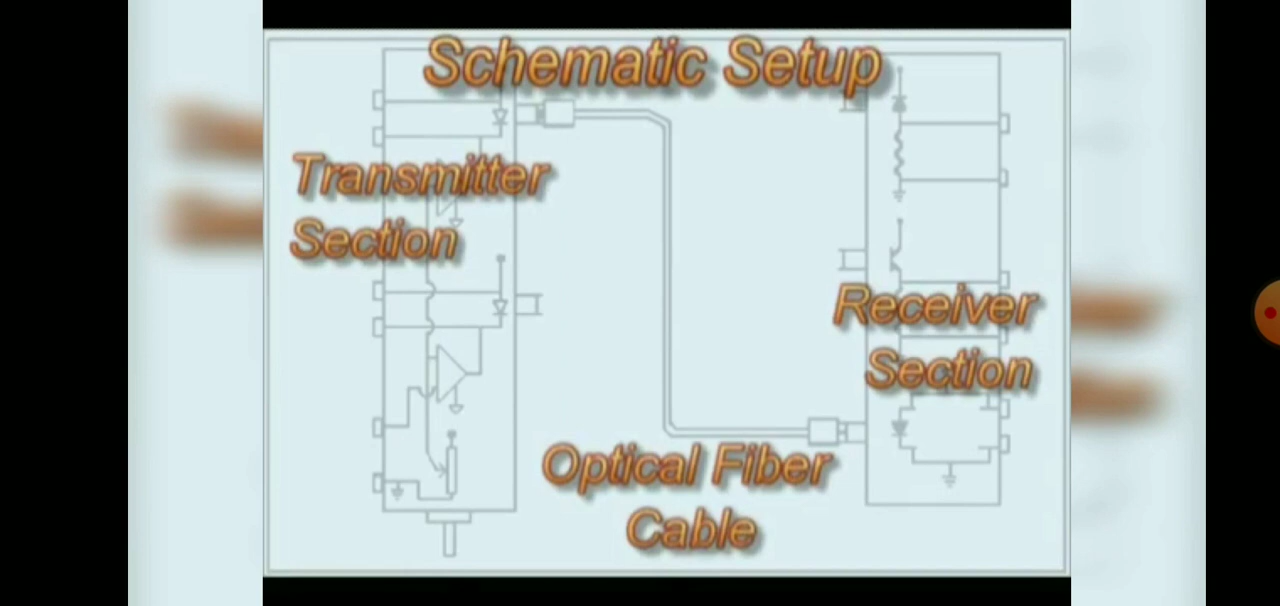 Schematic Setup
Transmitter
Section
Receiver
Section
Optical Fiber
Cable